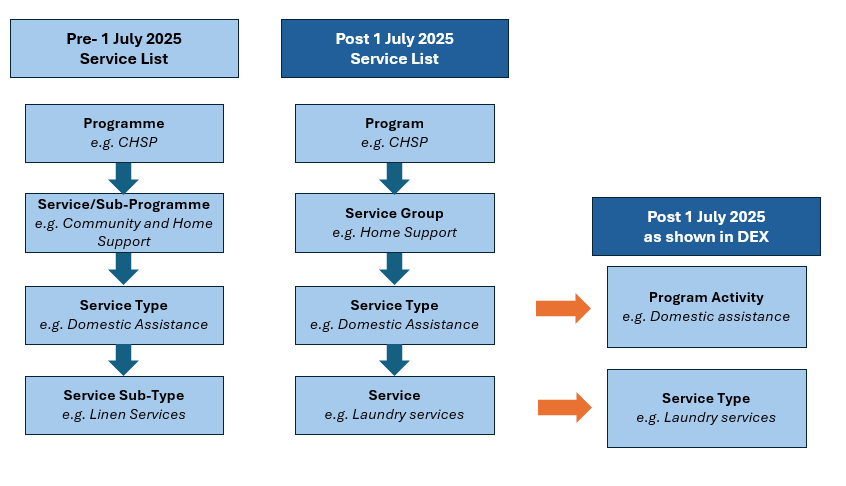 Pre- 1 July 2025
Service List
Programme
e.g. CHSP
Service/Sub-Programme
e.g. Community and Home
Support
Service Type
e.g. Domestic Assistance
Service Sub-Type
e.g. Linen Services
Post 1 July 2025
Service List
Program
e.g. CHSP
Service Group
e.g. Home Support
Service Type
e.g. Domestic Assistance
Service
e.g. Laundry services
Post 1 July 2025
as shown in DEX
Program Activity
e.g. Domestic assistance
Service Type
e.g. Laundry services